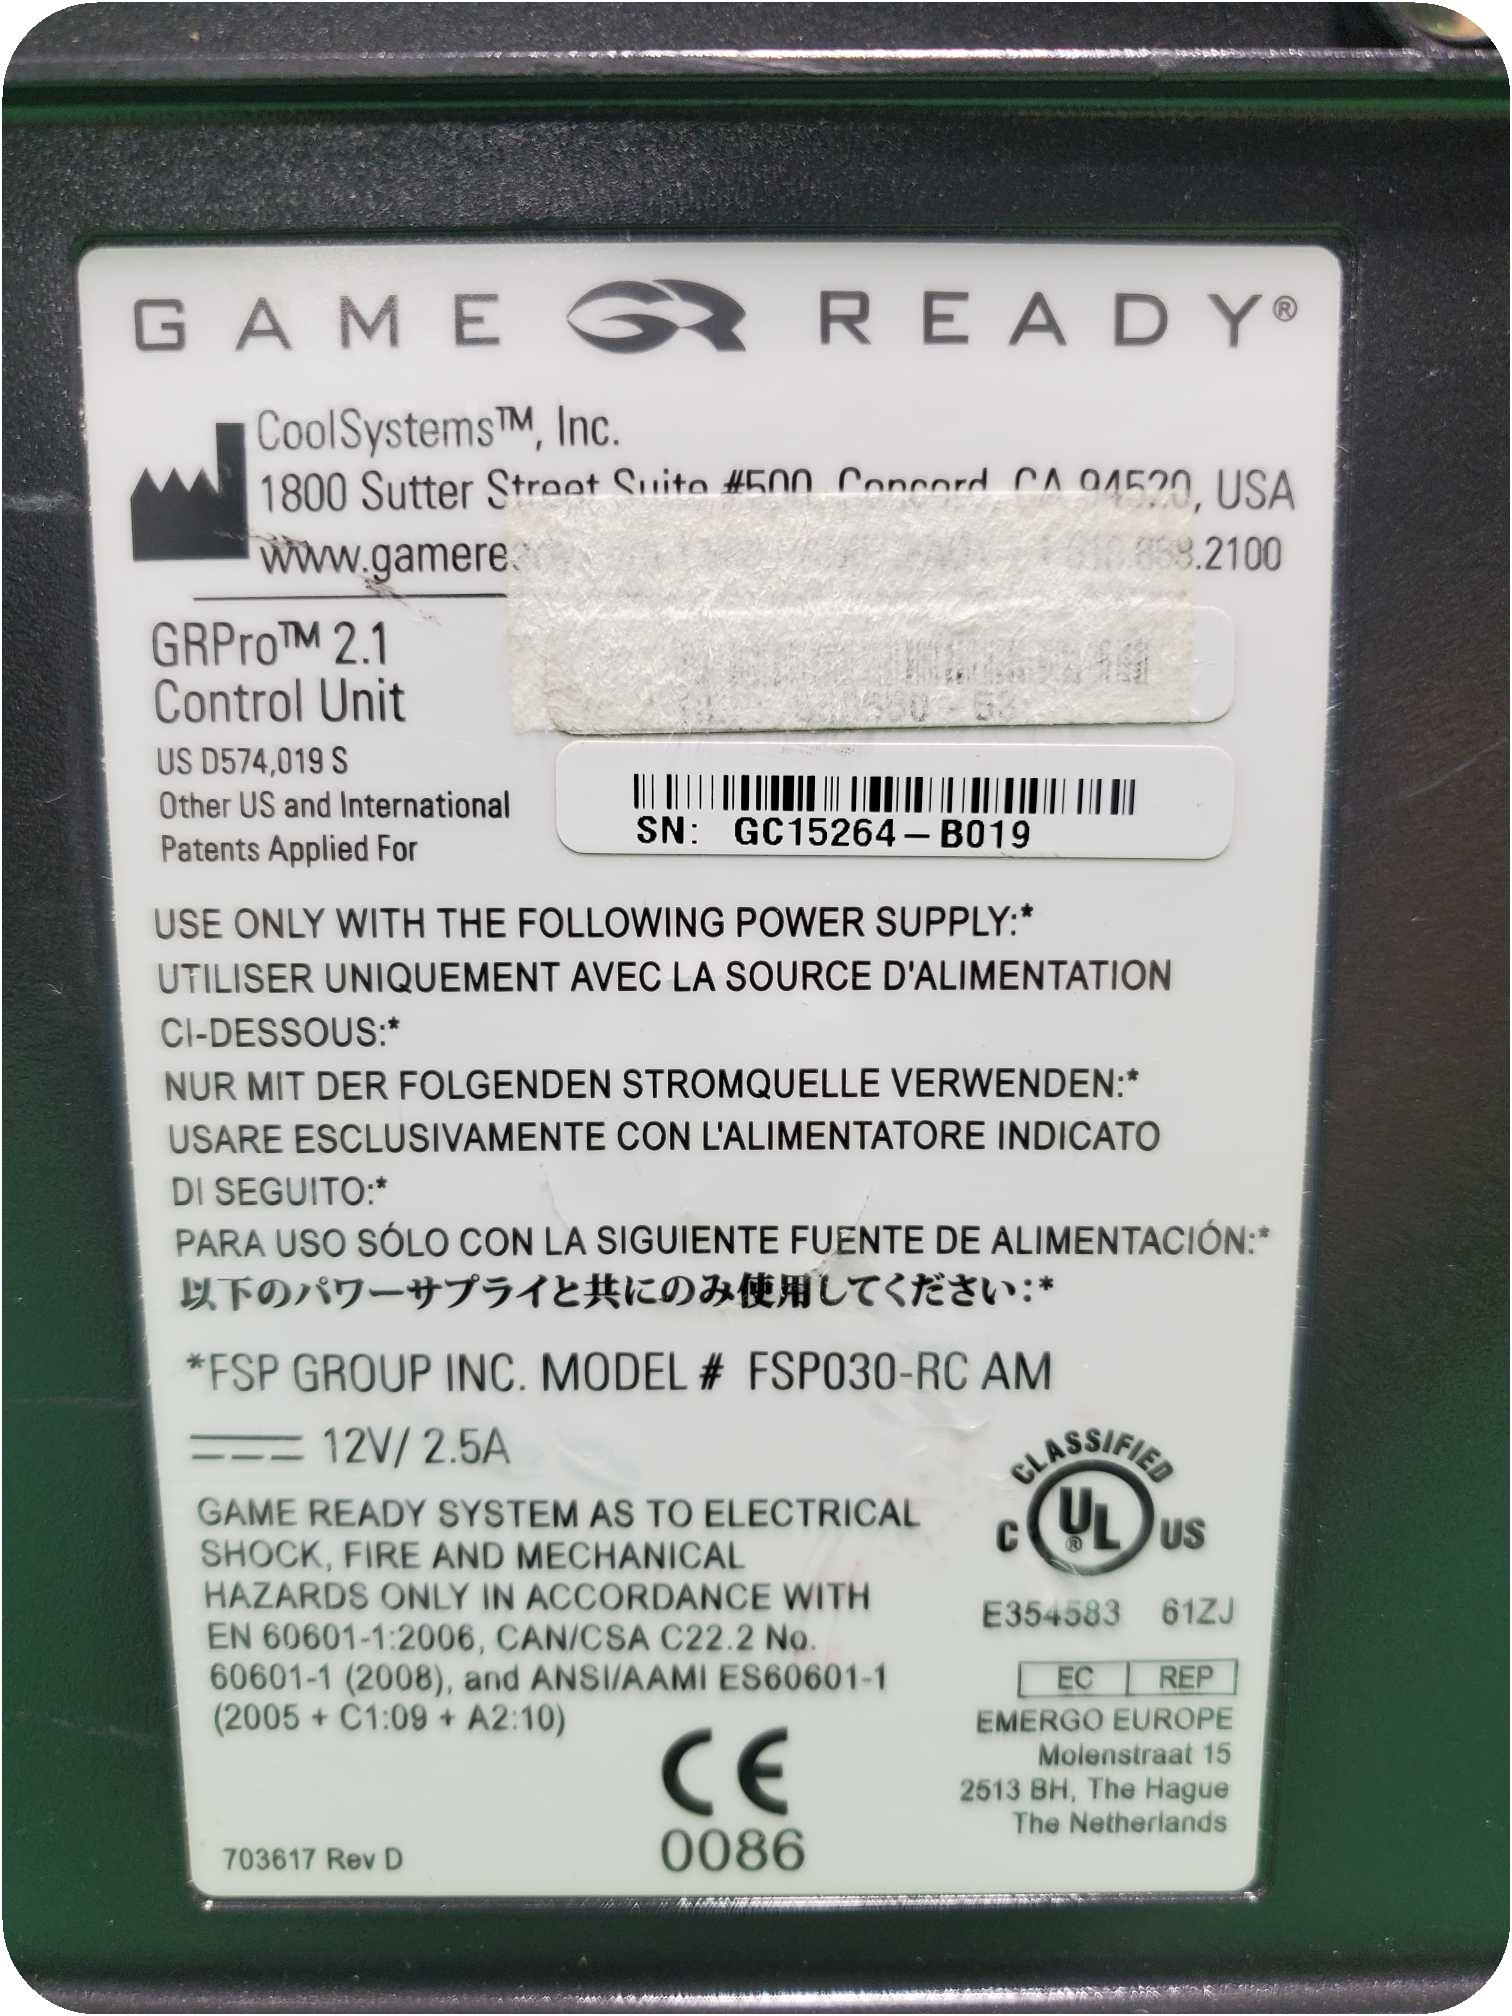 GAME GR READY®
CoolSystems™, Inc.
1800 Sutter Street Suite #500, Concord, CA 94520, USA
.2100
GRPro™ 2.1
Control Unit
US D574,019 S
Other US and International
Patents Applied For
SN: GC15264-B019
USE ONLY WITH THE FOLLOWING POWER SUPPLY:*
UTILISER UNIQUEMENT AVEC LA SOURCE D'ALIMENTATION
CI-DESSOUS:*
NUR MIT DER FOLGENDEN STROMQUELLE VERWENDEN:*
USARE ESCLUSIVAMENTE CON L'ALIMENTATORE INDICATO
DI SEGUITO:*
PARA USO SÓLO CON LA SIGUIENTE FUENTE DE ALIMENTACIÓN:*
以下のパワーサプライと共にのみ使用してください:*
*FSP GROUP INC. MODEL # FSP030-RC AM
12V/ 2.5A
GAME READY SYSTEM AS TO ELECTRICAL
SHOCK, FIRE AND MECHANICAL
HAZARDS ONLY IN ACCORDANCE WITH
EN 60601-1:2006, CAN/CSA C22.2 No.
60601-1 (2008), and ANSI/AAMI ES60601-1
(2005 + C1:09 + A2:10)
CLASSIFIED
C UL® US
E354583 61ZJ
EC REP
EMERGO EUROPE
Molenstraat 15
2513 BH, The Hague
The Netherlands
CE
0086
703617 Rev D